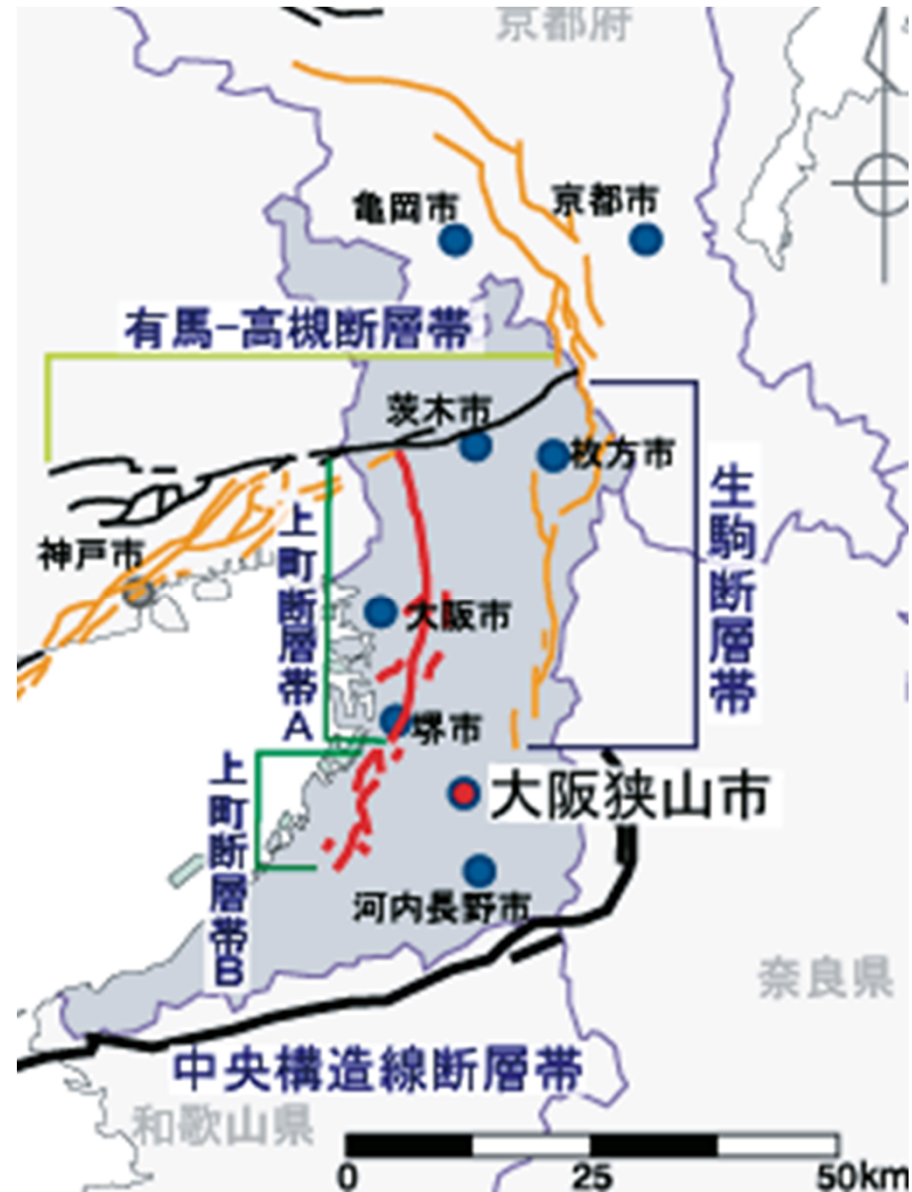 京都府
亀岡市
京都市
有馬-高槻断層帯
茨木市
枚方市
生駒断層帯
上町断層帯A
神戸市
大阪市
堺市
上町断層帯B
大阪狭山市
河内長野市
奈良県
中央構造線断層帯
和歌山県
0 25 50km